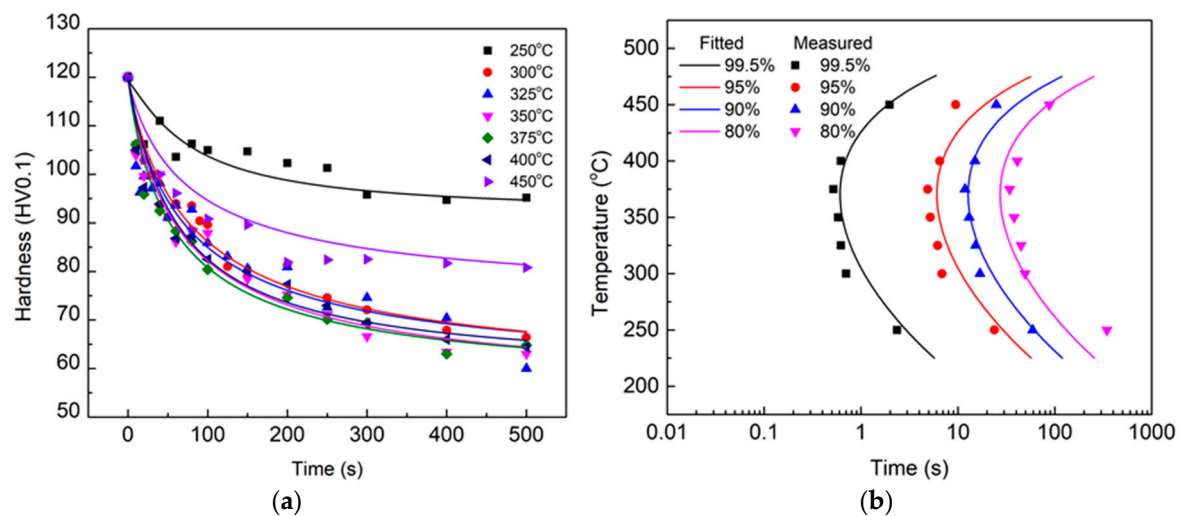 130
120
110
100
90
80
70
60
50
Hardness (HV0.1)
0
100
200
300
400
500
Time (s)
250°C
300°C
325°C
350°C
375°C
400°C
450°C
(a)
500
450
400
350
300
250
200
Temperature (°C)
0.01
0.1
1
10
100
1000
Time (s)
Fitted Measured
99.5% 99.5%
95% 95%
90% 90%
80% 80%
(b)